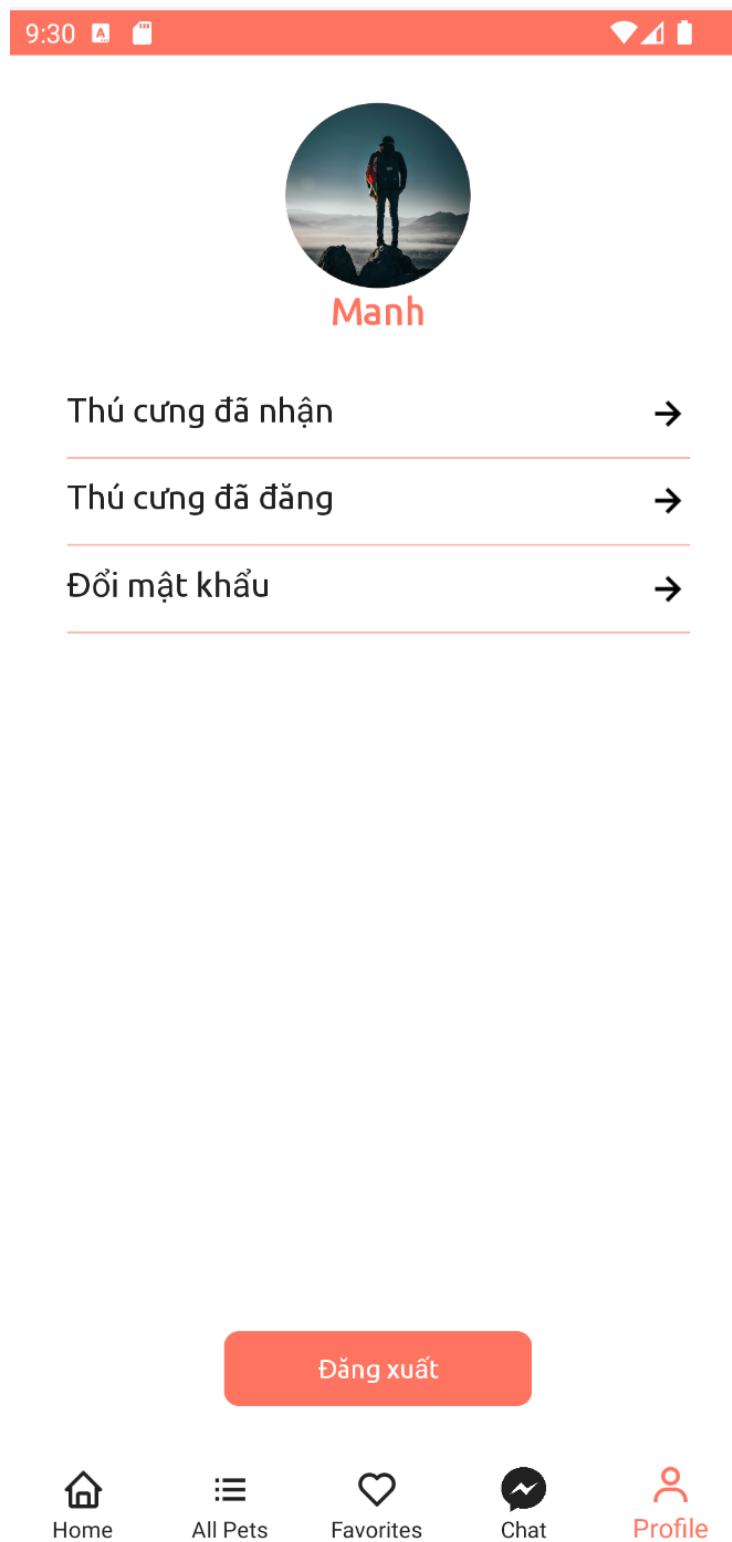 9:30
Manh
Thú cưng đã nhận
Thú cưng đã đăng
Đổi mật khẩu
Đăng xuất
Home
All Pets
Favorites
Chat
Profile